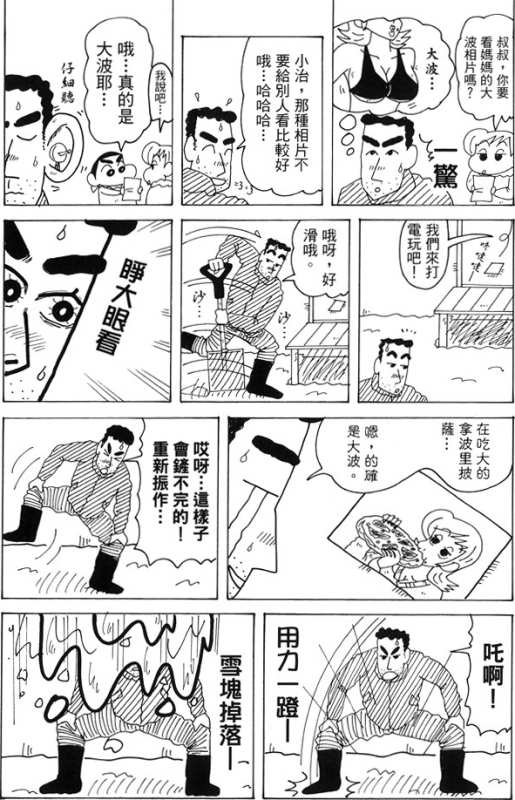 叔叔，你要
看媽媽的大
波相片嗎？
大波…
一驚
小治，那種相片不
要給別人看比較好
哦…哈哈哈…
我說吧…
哦…真的是
大波耶…
仔細聽
我們來打
電玩吧！
哦呀，好
滑哦。
沙…
沙…
睜大眼看
在吃大的
拿波里披
薩…
嗯，的確
是大波。
哎呀…這樣子
會鏟不完的！
重新振作…
吒啊！
用力一蹬—
雪塊掉落—